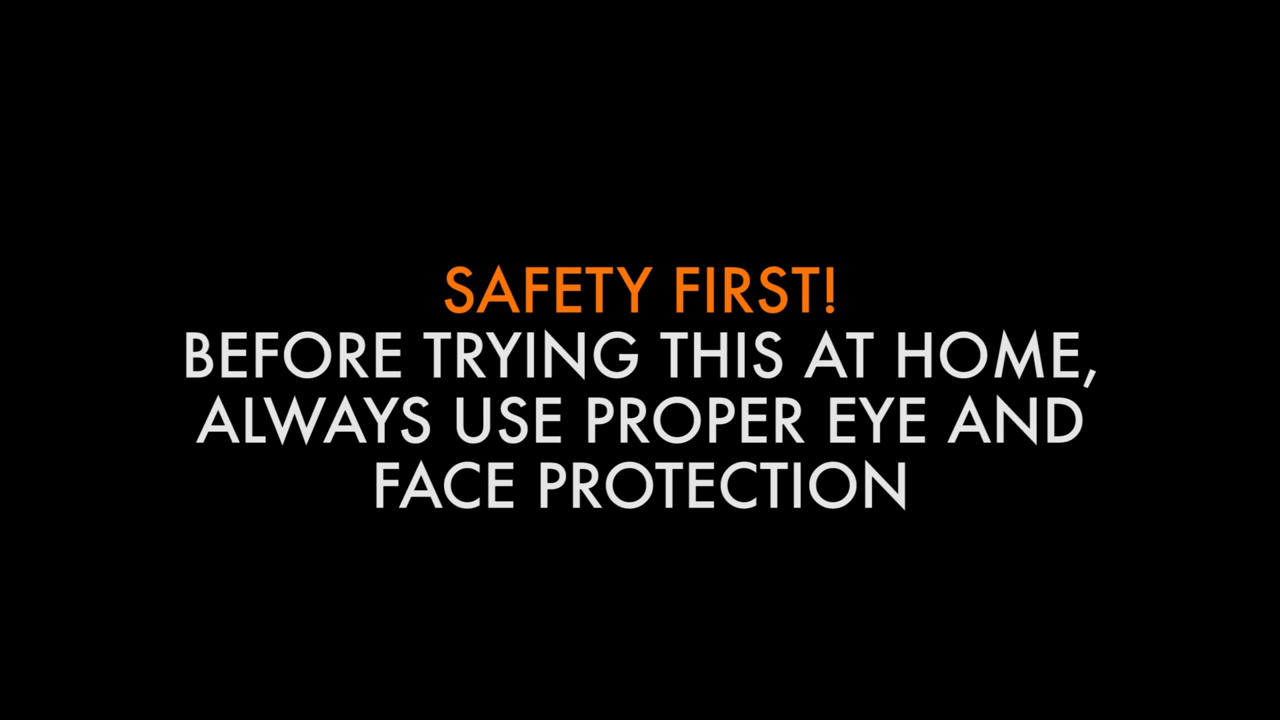 SAFETY FIRST!
BEFORE TRYING THIS AT HOME,
ALWAYS USE PROPER EYE AND
FACE PROTECTION